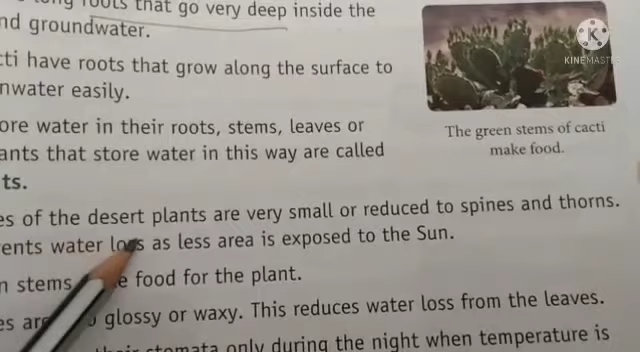 roots that go very deep inside the
nd groundwater.
cti have roots that grow along the surface to
nwater easily.
ore water in their roots, stems, leaves or
ants that store water in this way are called
ts.
es of the desert plants are very small or reduced to spines and thorns.
ents water loss as less area is exposed to the Sun.
n stems food for the plant.
es are glossy or waxy. This reduces water loss from the leaves.
their stomata only during the night when temperature is
KINEMAS
The green stems of cacti
make food.